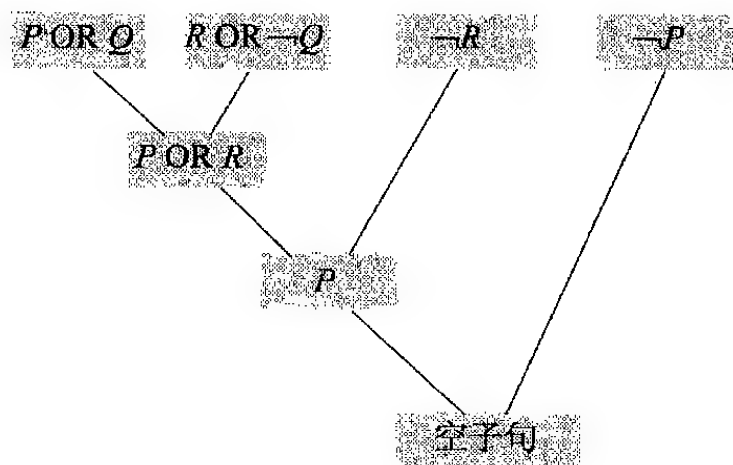 P OR Q R OR ¬Q ¬R ¬P
P OR R
P
空子句